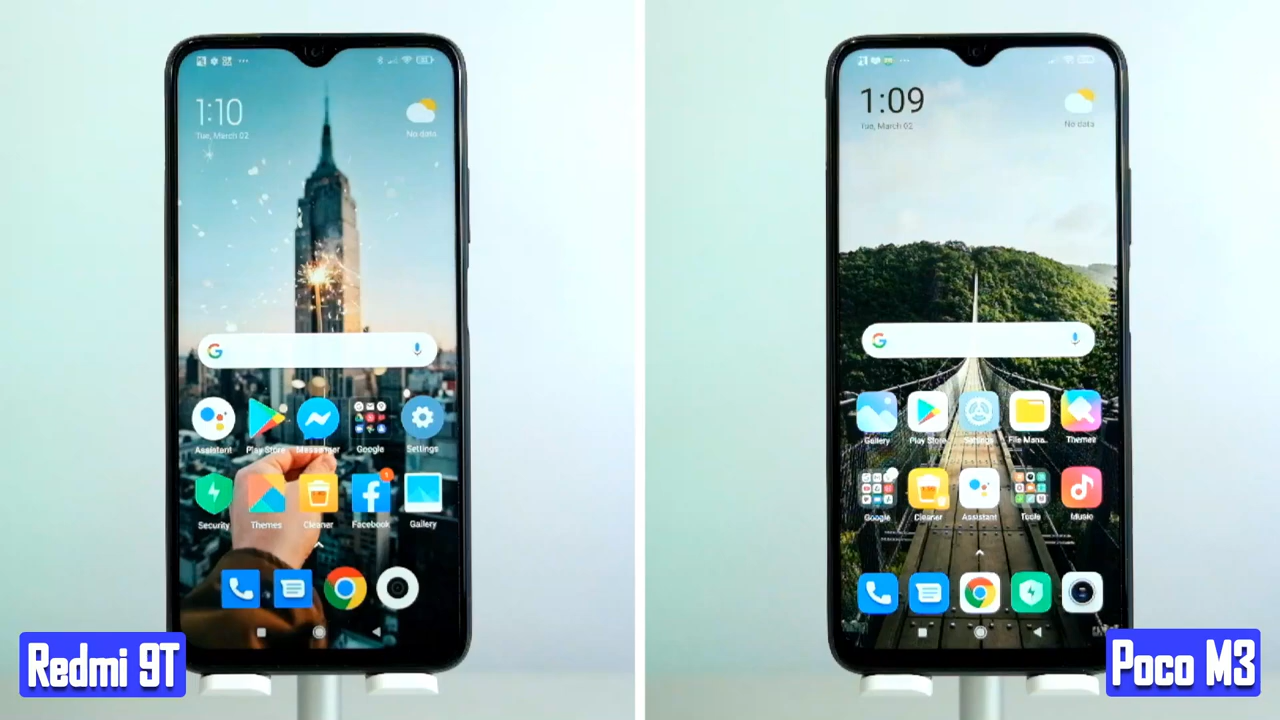 1:10
Tue, March 02
No data
Assistant
Play Store
Messenger
Google
Settings
Security
Themes
Cleaner
Facebook
Gallery
Redmi 9T
1:09
Tue, March 02
No data
Gallery
Play Store
Settings
File Mana..
Themes
Google
Cleaner
Assistant
Tools
Music
Poco M3